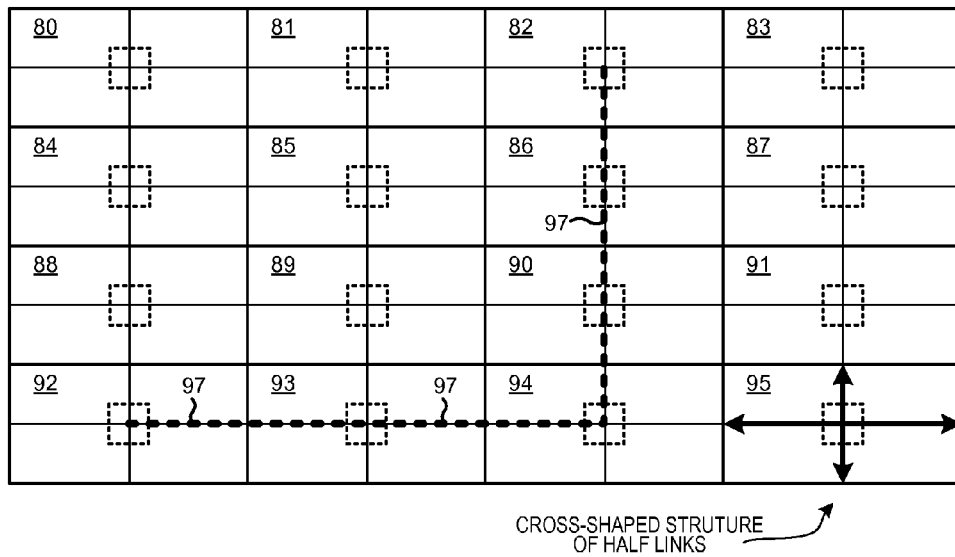 80 81 82 83
84 85 86 87
97
88 89 90 91
92 97 93 97 94 95
CROSS-SHAPED STRUTURE
OF HALF LINKS